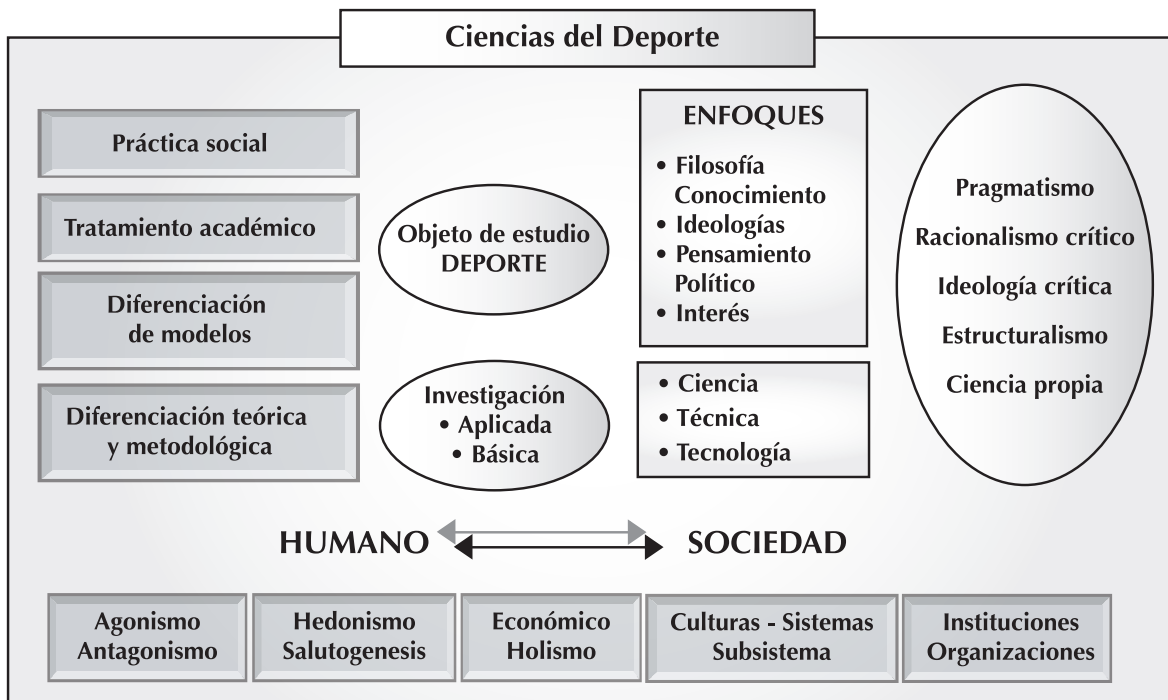 Ciencias del Deporte
Práctica social
Tratamiento académico
Diferenciación
de modelos
Diferenciación teórica
y metodológica
Objeto de estudio
DEPORTE
Investigación
• Aplicada
• Básica
ENFOQUES
• Filosofía
Conocimiento
• Ideologías
• Pensamiento
Político
• Interés
• Ciencia
• Técnica
• Tecnología
Pragmatismo
Racionalismo crítico
Ideología crítica
Estructuralismo
Ciencia propia
HUMANO
SOCIEDAD
Agonismo
Antagonismo
Hedonismo
Salutogenesis
Económico
Holismo
Culturas - Sistemas
Subsistema
Instituciones
Organizaciones